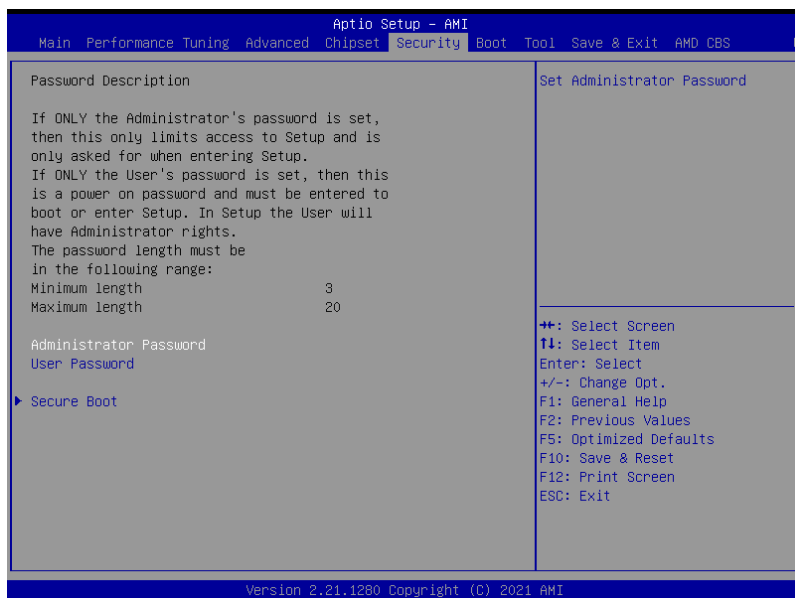 Aptio Setup – AMI
Main Performance Tuning Advanced Chipset Security Boot Tool Save & Exit AMD CBS
Password Description
If ONLY the Administrator's password is set,
then this only limits access to Setup and is
only asked for when entering Setup.
If ONLY the User's password is set, then this
is a power on password and must be entered to
boot or enter Setup. In Setup the User will
have Administrator rights.
The password length must be
in the following range:
Minimum length 3
Maximum length 20
Administrator Password
User Password
Secure Boot
Set Administrator Password
→←: Select Screen
↑↓: Select Item
Enter: Select
+/-: Change Opt.
F1: General Help
F2: Previous Values
F5: Optimized Defaults
F10: Save & Reset
F12: Print Screen
ESC: Exit
Version 2.21.1280 Copyright (C) 2021 AMI